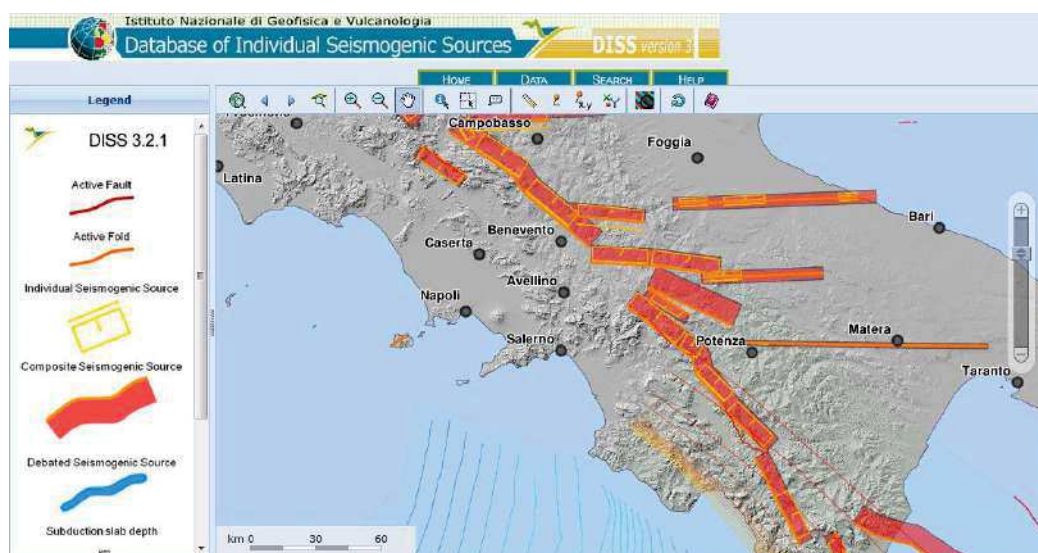 Istituto Nazionale di Geofisica e Vulcanologia
Database of Individual Seismogenic Sources
DISS version 3
HOME DATA SEARCH HELP
Legend
DISS 3.2.1
Active Fault
Active Fold
Individual Seismogenic Source
Composite Seismogenic Source
Debated Seismogenic Source
Subduction slab depth
Campobasso
Foggia
Latina
Bari
Benevento
Caserta
Avellino
Napoli
Matera
Salerno
Potenza
Taranto
km 0 30 60